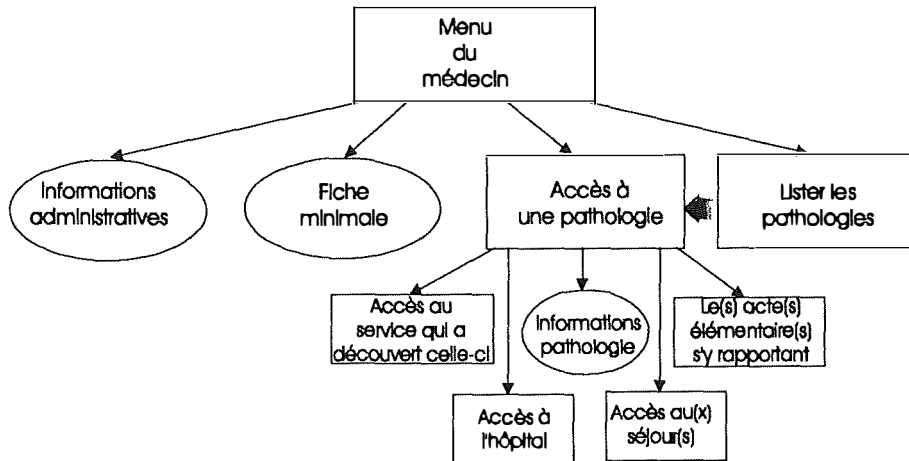 Menu
du
médecin
Informations
administratives
Fiche
minimale
Accès à
une pathologie
Lister les
pathologies
Accès au
service qui a
découvert celle-ci
Informations
pathologie
Le(s) acte(s)
élémentaire(s)
s'y rapportant
Accès à
l'hôpital
Accès au(x)
séjour(s)